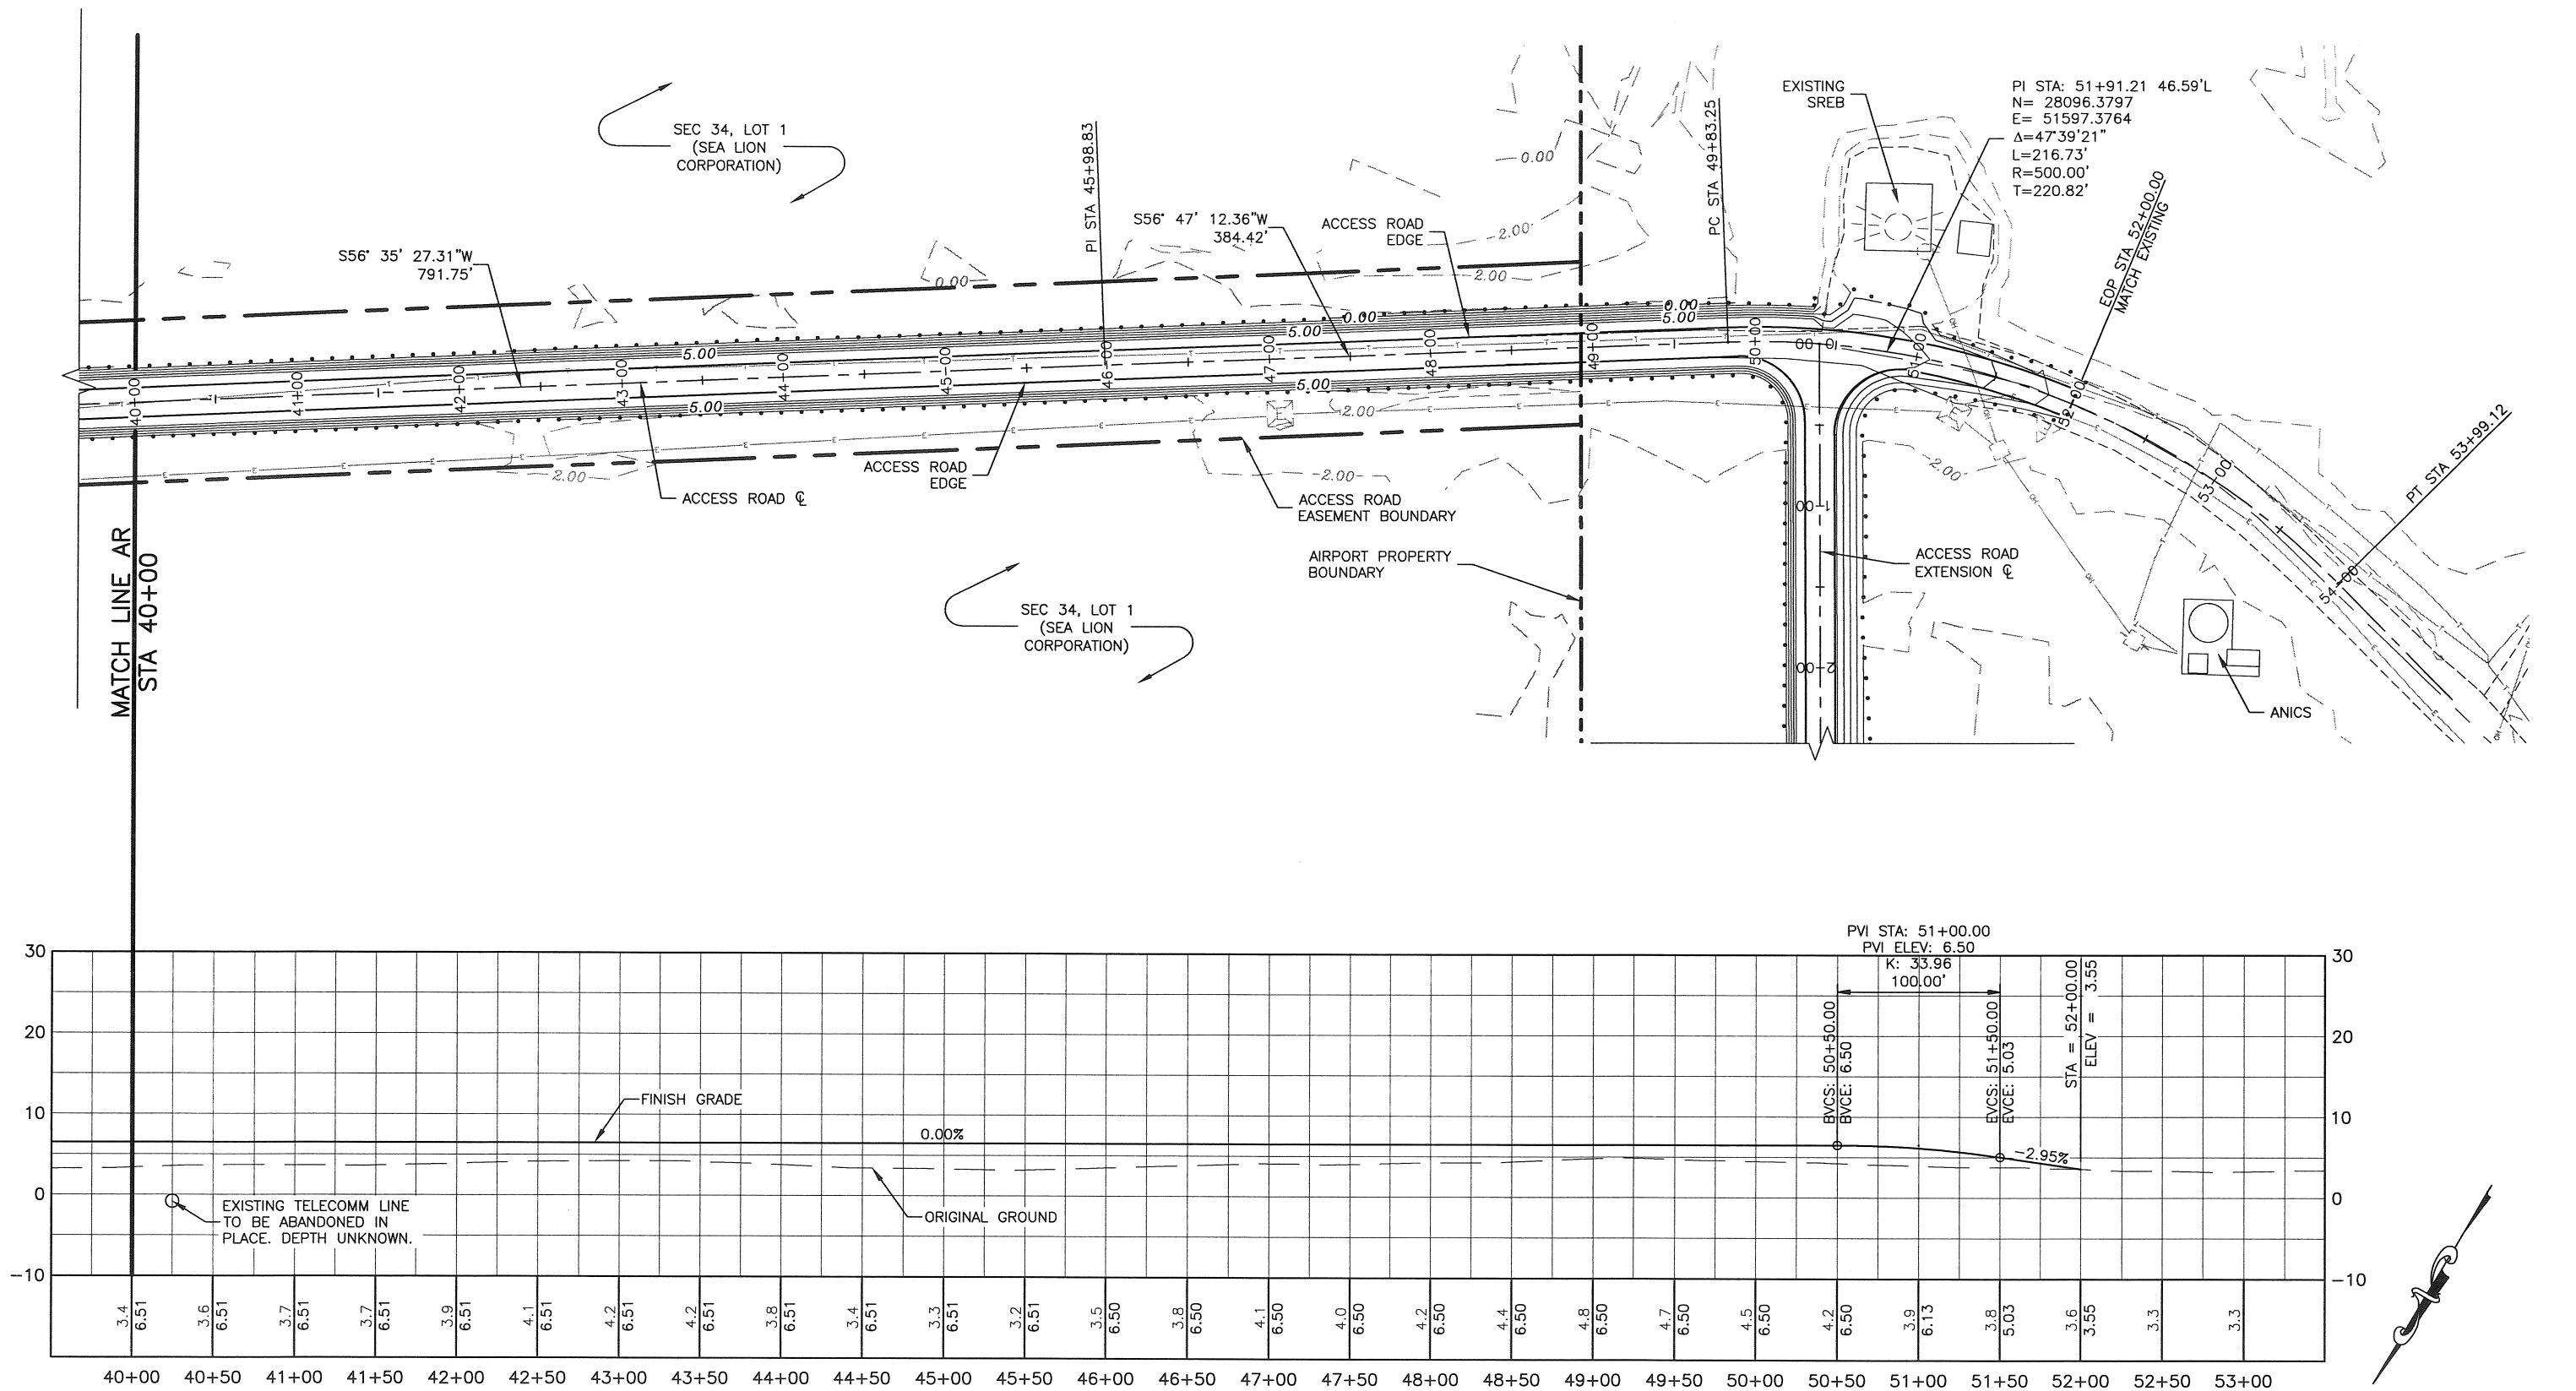 SEC 34, LOT 1
(SEA LION
CORPORATION)
EXISTING
SREB
PI STA: 51+91.21 46.59'L
N= 28096.3797
E= 51597.3764
Δ=47°39'21"
L=216.73'
R=500.00'
T=220.82'
PI STA 45+98.83
PC STA 49+83.25
EOP STA 52+00.00
MATCH EXISTING
PT STA 53+99.12
S56° 35' 27.31"W
791.75'
S56° 47' 12.36"W
384.42'
ACCESS ROAD
EDGE
0.00
-2.00
0.00
-2.00
0.00
0.00
5.00
5.00
5.00
5.00
5.00
-2.00
-2.00
-2.00
-2.00
40+00
41+00
42+00
43+00
44+00
45+00
46+00
47+00
48+00
49+00
50+00
51+00
52+00
53+00
54+00
0+00
1+00
2+00
ACCESS ROAD
EDGE
ACCESS ROAD ℄
ACCESS ROAD
EASEMENT BOUNDARY
AIRPORT PROPERTY
BOUNDARY
ACCESS ROAD
EXTENSION ℄
SEC 34, LOT 1
(SEA LION
CORPORATION)
ANICS
MATCH LINE AR
STA 40+00
PVI STA: 51+00.00
PVI ELEV: 6.50
K: 33.96
100.00'
BVCS: 50+50.00
BVCE: 6.50
EVCS: 51+50.00
EVCE: 5.03
STA = 52+00.00
ELEV = 3.55
30
20
10
0
-10
30
20
10
0
-10
FINISH GRADE
0.00%
-2.95%
EXISTING TELECOMM LINE
TO BE ABANDONED IN
PLACE. DEPTH UNKNOWN.
ORIGINAL GROUND
3.4 6.51
3.6 6.51
3.7 6.51
3.7 6.51
3.9 6.51
4.1 6.51
4.2 6.51
4.2 6.51
3.8 6.51
3.4 6.51
3.3 6.51
3.2 6.51
3.5 6.50
3.8 6.50
4.1 6.50
4.0 6.50
4.2 6.50
4.4 6.50
4.8 6.50
4.7 6.50
4.5 6.50
4.2 6.50
3.9 6.13
3.8 5.03
3.6 3.55
3.3
3.3
40+00 40+50 41+00 41+50 42+00 42+50 43+00 43+50 44+00 44+50 45+00 45+50 46+00 46+50 47+00 47+50 48+00 48+50 49+00 49+50 50+00 50+50 51+00 51+50 52+00 52+50 53+00